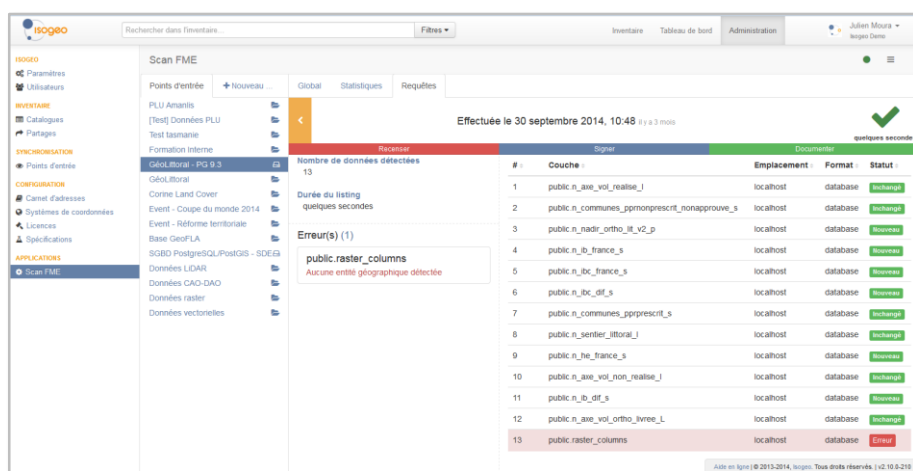 isogeo
Rechercher dans l'inventaire...
Filtres
Inventaire
Tableau de bord
Administration
Julien Moura
Isogeo Demo
ISOGEO
Paramètres
Utilisateurs
INVENTAIRE
Catalogues
Partages
SYNCHRONISATION
Points d'entrée
CONFIGURATION
Carnet d'adresses
Systèmes de coordonnées
Licences
Spécifications
APPLICATIONS
Scan FME
Scan FME
Points d'entrée
Nouveau ...
PLU Amanlis
[Test] Données PLU
Test tasmanie
Formation Interne
GéoLittoral - PG 9.3
GéoLittoral
Corine Land Cover
Event - Coupe du monde 2014
Event - Réforme territoriale
Base GeoFLA
SGBD PostgreSQL/PostGIS - SDE
Données LiDAR
Données CAO-DAO
Données raster
Données vectorielles
Global
Statistiques
Requêtes
Effectuée le 30 septembre 2014, 10:48 il y a 3 mois
quelques seconde
Recenser
Signer
Documenter
Nombre de données détectées
13
Durée du listing
quelques secondes
Erreur(s) (1)
public.raster_columns
Aucune entité géographique détectée
# Couche Emplacement Format Statut
1 public.n_axe_vol_realise_l localhost database Inchangé
2 public.n_communes_pprnonprescrit_nonapprouve_s localhost database Inchangé
3 public.n_nadir_ortho_lit_v2_p localhost database Nouveau
4 public.n_ib_france_s localhost database Nouveau
5 public.n_ibc_france_s localhost database Nouveau
6 public.n_ibc_dif_s localhost database Nouveau
7 public.n_communes_pprprescrit_s localhost database Inchangé
8 public.n_sentier_littoral_l localhost database Inchangé
9 public.n_he_france_s localhost database Nouveau
10 public.n_axe_vol_non_realise_l localhost database Inchangé
11 public.n_ib_dif_s localhost database Nouveau
12 public.n_axe_vol_ortho_livree_L localhost database Inchangé
13 public.raster_columns localhost database Erreur
Aide en ligne | © 2013-2014, Isogeo. Tous droits réservés. | v2.10.0-210